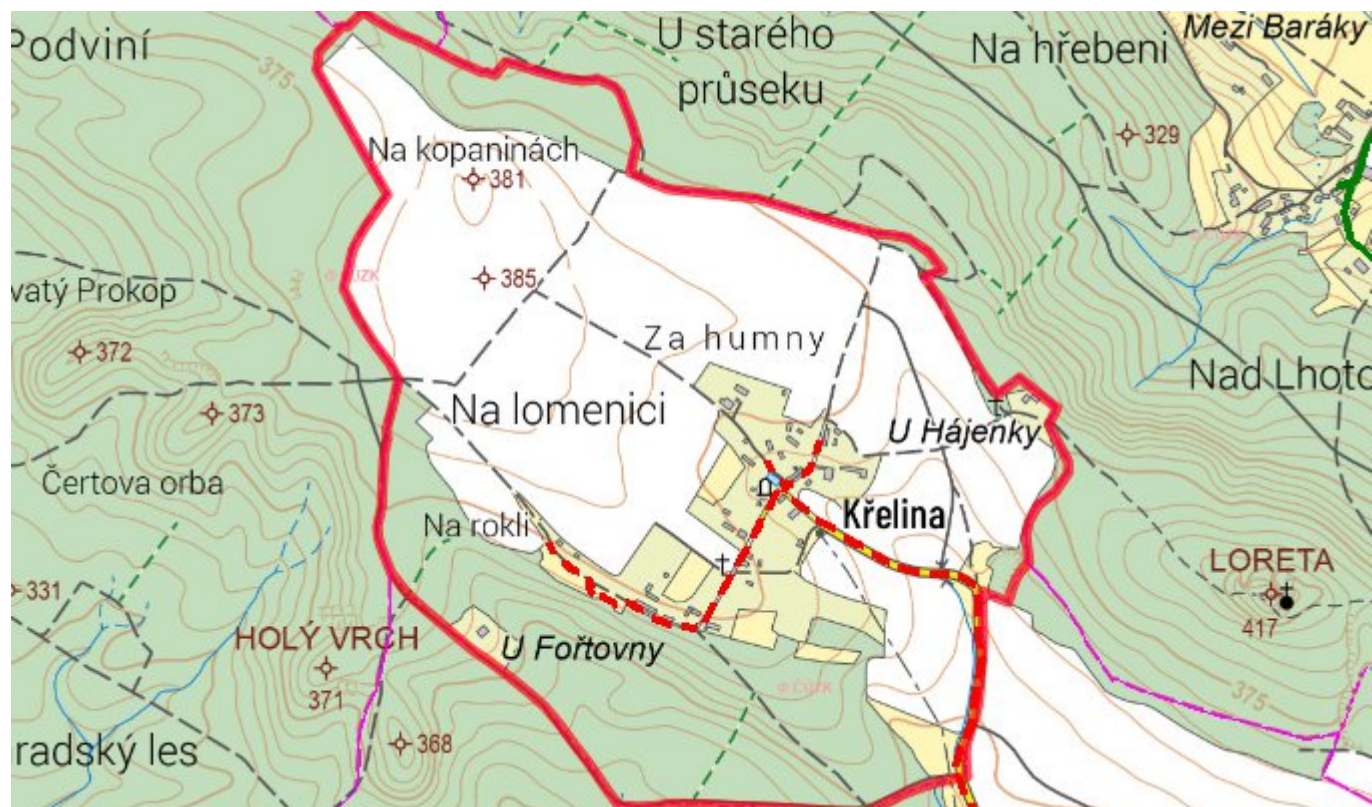 Podviní
375
U starého
průseku
Na hřebeni
Mezi Baráky
329
Na kopaninách
381
© ČÚZK
385
vatý Prokop
372
Za humny
Nad Lhoto
373
Na lomenici
U Hájenky
Čertova orba
Na rokli
Křelina
LORETA
417
331
HOLÝ VRCH
371
U Fořtovny
© ČÚZK
375
368
radský les